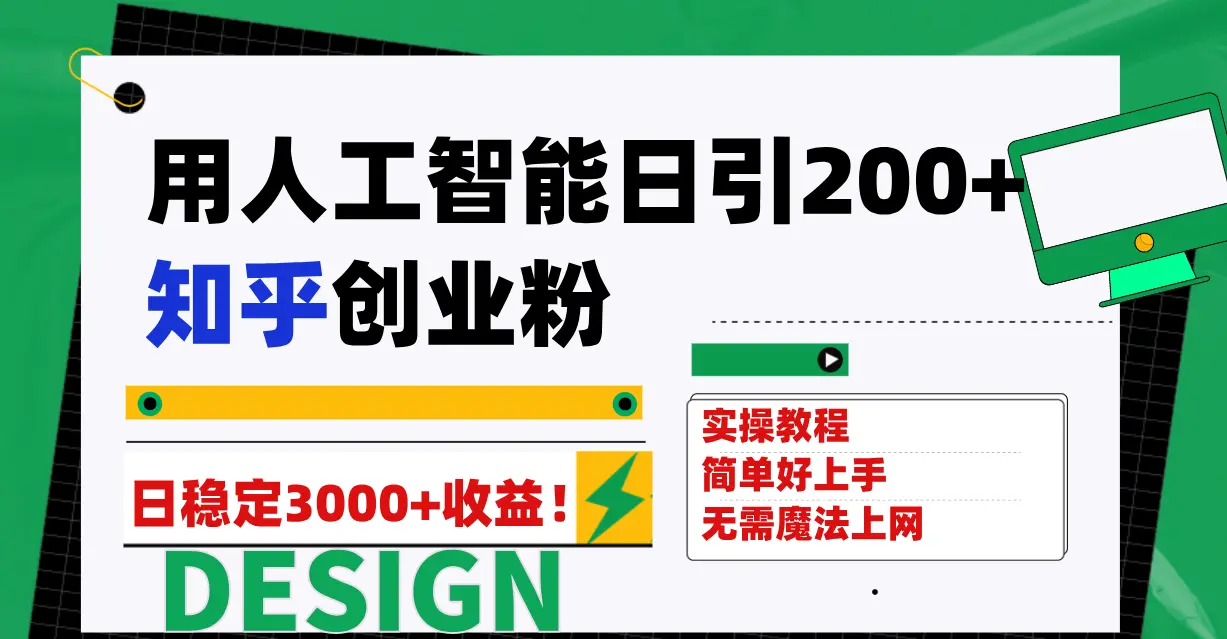 用人工智能日引200+
知乎创业粉
日稳定3000+收益！
DESIGN
实操教程
简单好上手
无需魔法上网